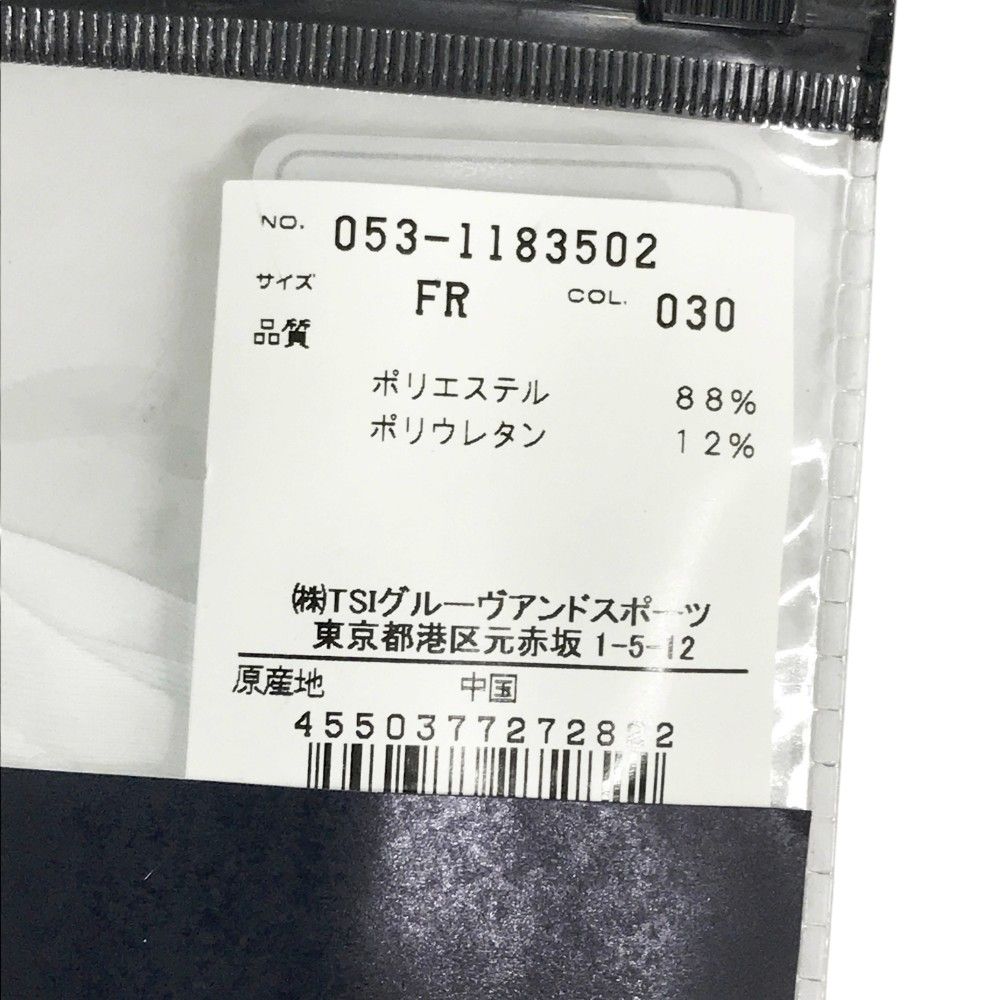 NO. 053-1183502
サイズ FR COL. 030
品質
ポリエステル 88%
ポリウレタン 12%
㈱TSIグルーヴアンドスポーツ
東京都港区元赤坂1-5-12
原産地 中国
4550377272822